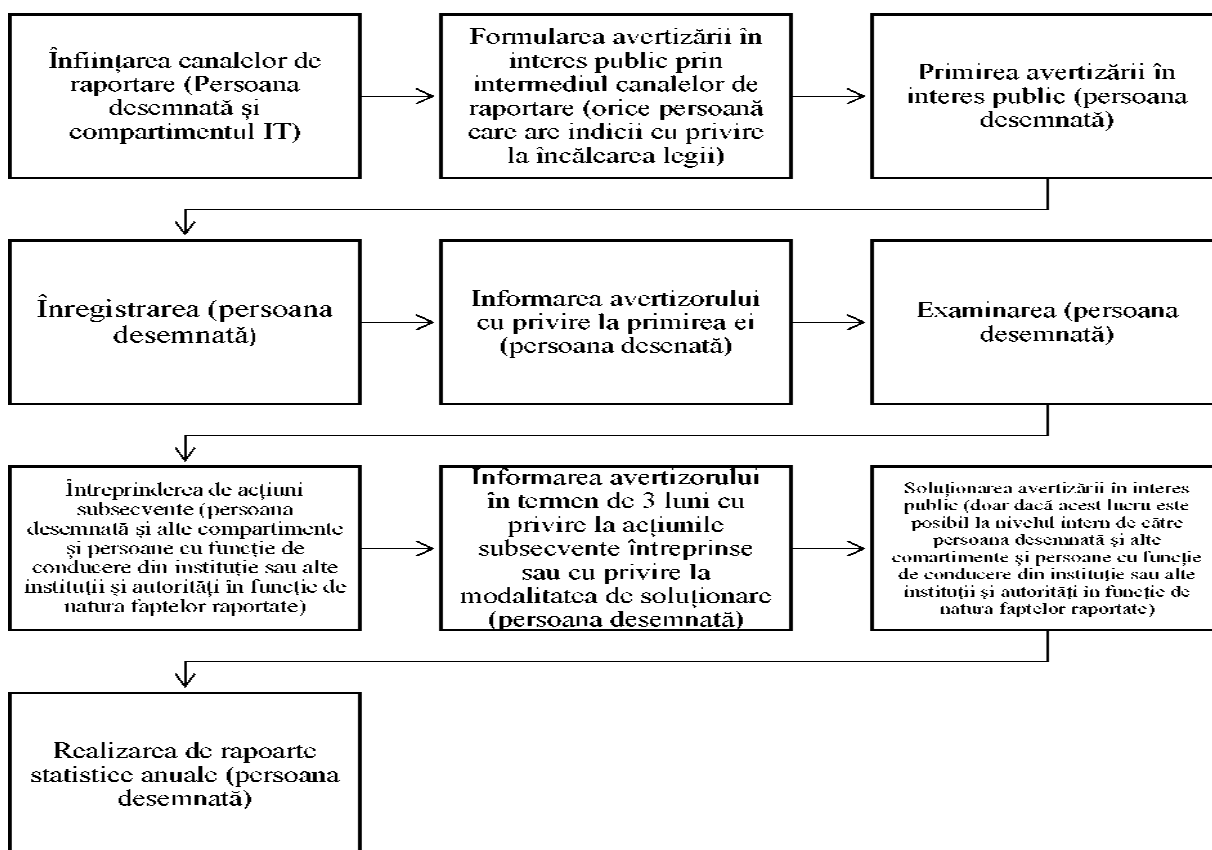 Înființarea canalelor de
raportare (Persoana
desemnată și
compartimentul IT)
Formularea avertizării în
interes public prin
intermediul canalelor de
raportare (orice persoană
care are indicii cu privire
la încălcarea legii)
Primirea avertizării în
interes public (persoana
desemnată)
Înregistrarea (persoana
desemnată)
Informarea avertizorului
cu privire la primirea ei
(persoana desenată)
Examinarea (persoana
desemnată)
Întreprinderea de acțiuni
subsecvente (persoana
desemnată și alte compartimente
și persoane cu funcție de
conducere din instituție sau alte
instituții și autorități în funcție de
natura faptelor raportate)
Informarea avertizorului
în termen de 3 luni cu
privire la acțiunile
subsecvente întreprinse
sau cu privire la
modalitatea de soluționare
(persoana desemnată)
Soluționarea avertizării în interes
public (doar dacă acest lucru este
posibil la nivelul intern de către
persoana desemnată și alte
comartimente și persoane cu funcție
de conducere din instituție sau alte
instituții și autorități în funcție de
natura faptelor raportate)
Realizarea de rapoarte
statistice anuale (persoana
desemnată)